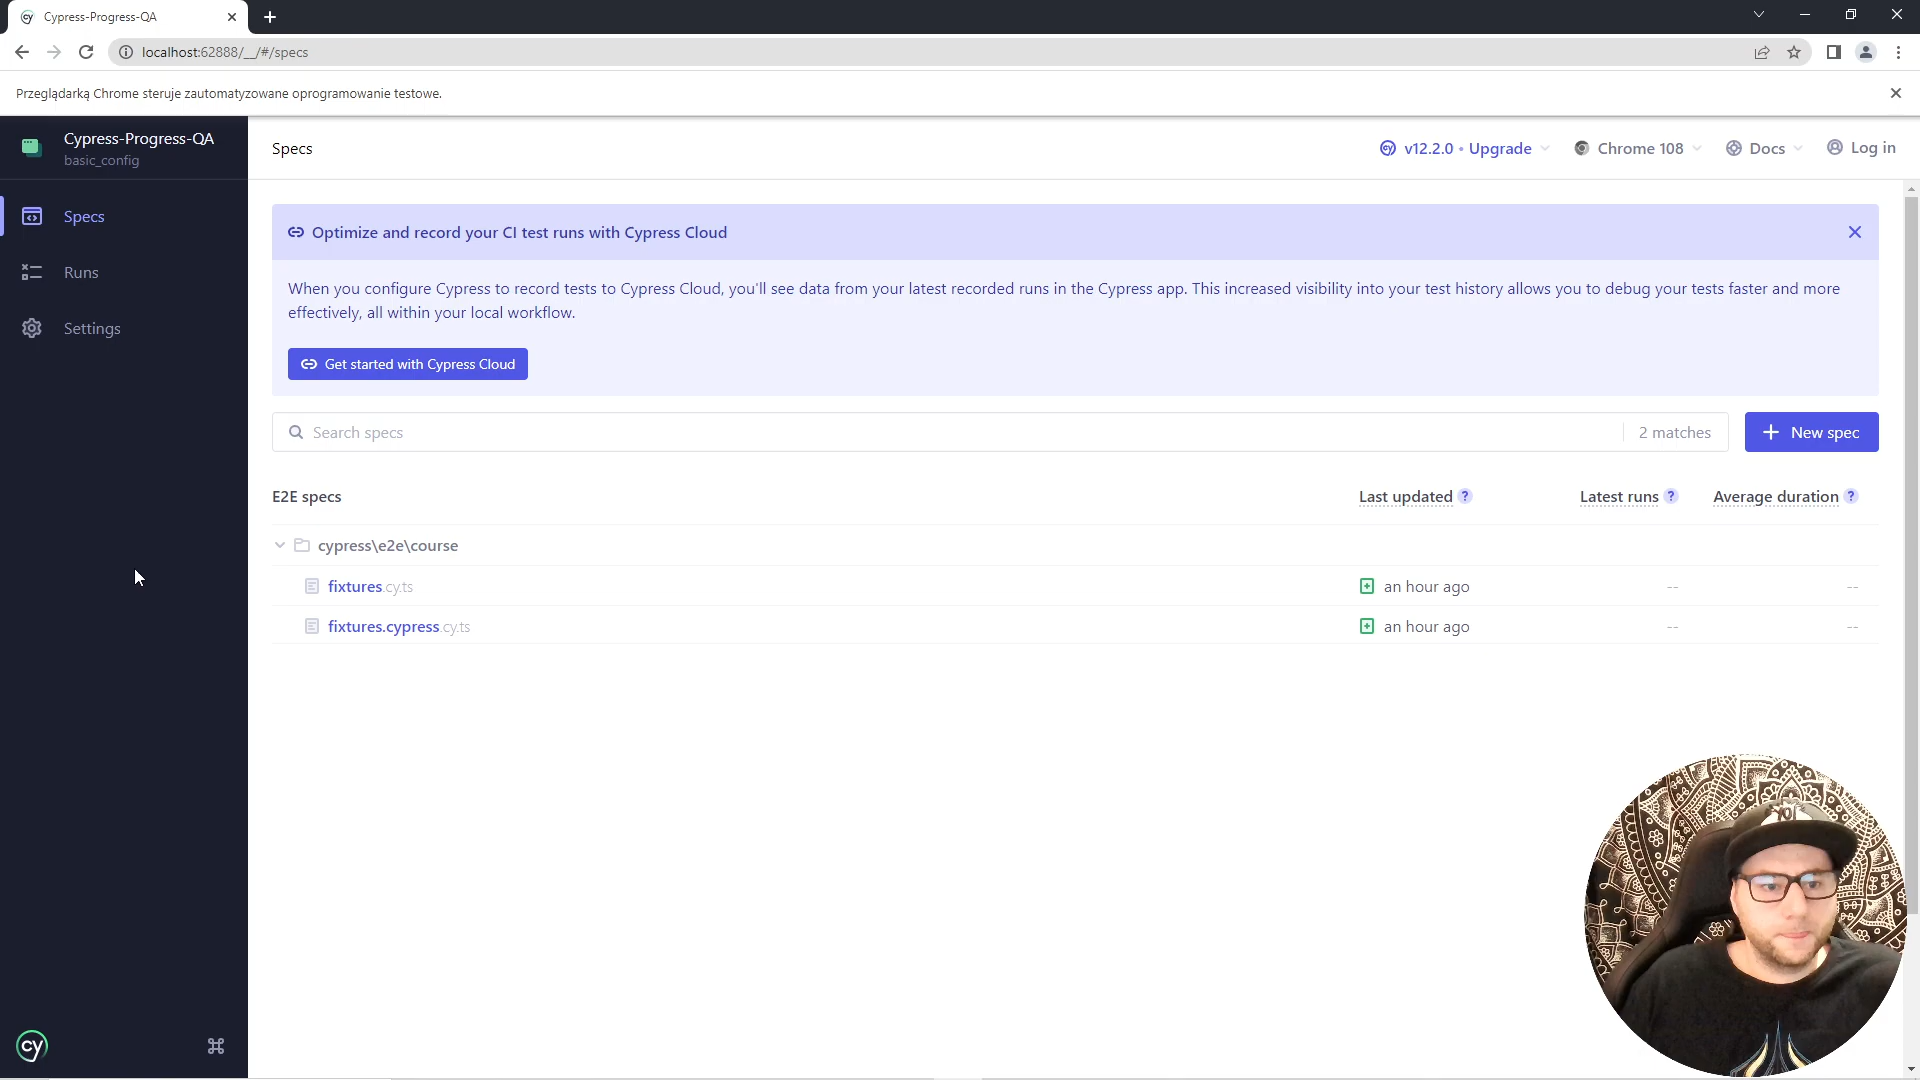 Cypress-Progress-QA
localhost:62888/__/#/specs
Przeglądarką Chrome steruje zautomatyzowane oprogramowanie testowe.
Cypress-Progress-QA
basic_config
Specs
v12.2.0 • Upgrade
Chrome 108
Docs
Log in
Specs
Runs
Settings
Optimize and record your CI test runs with Cypress Cloud
When you configure Cypress to record tests to Cypress Cloud, you'll see data from your latest recorded runs in the Cypress app. This increased visibility into your test history allows you to debug your tests faster and more
effectively, all within your local workflow.
Get started with Cypress Cloud
Search specs
2 matches
New spec
E2E specs
Last updated ?
Latest runs ?
Average duration ?
cypress\e2e\course
fixtures.cy.ts
an hour ago
--
--
fixtures.cypress.cy.ts
an hour ago
--
--
cy